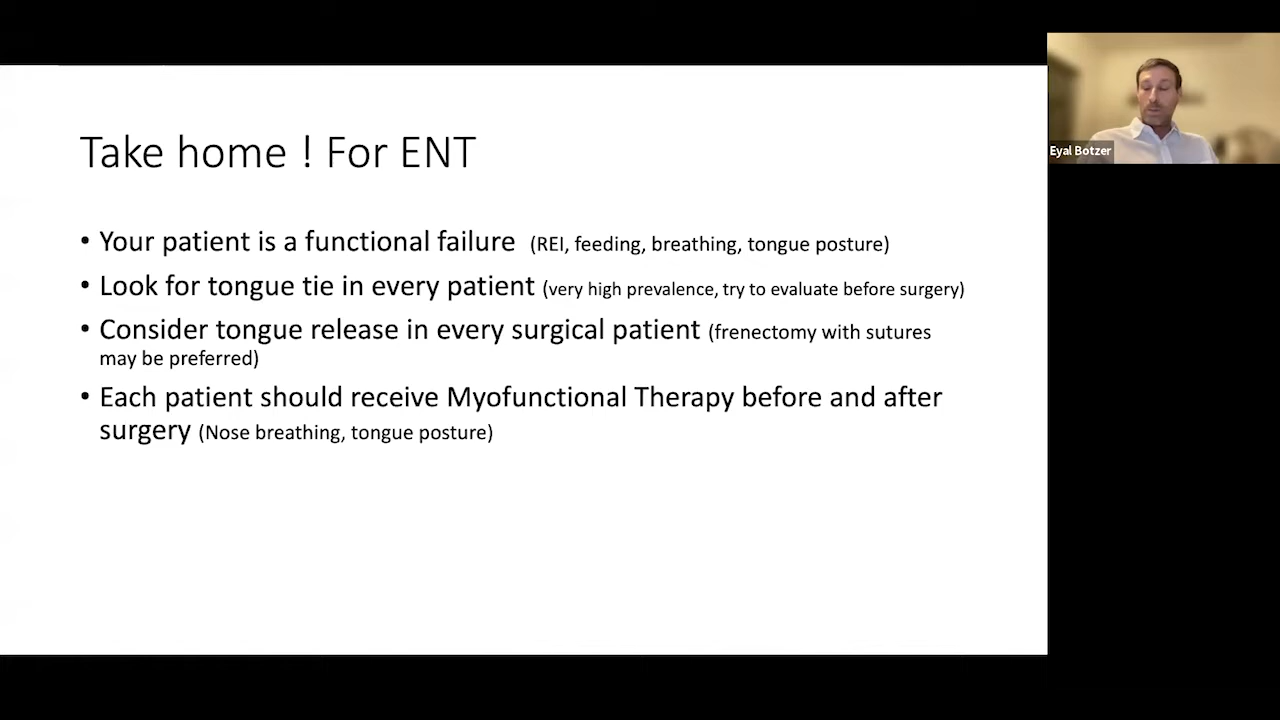 Take home ! For ENT
• Your patient is a functional failure (REI, feeding, breathing, tongue posture)
• Look for tongue tie in every patient (very high prevalence, try to evaluate before surgery)
• Consider tongue release in every surgical patient (frenectomy with sutures
may be preferred)
• Each patient should receive Myofunctional Therapy before and after
surgery (Nose breathing, tongue posture)
Eyal Botzer